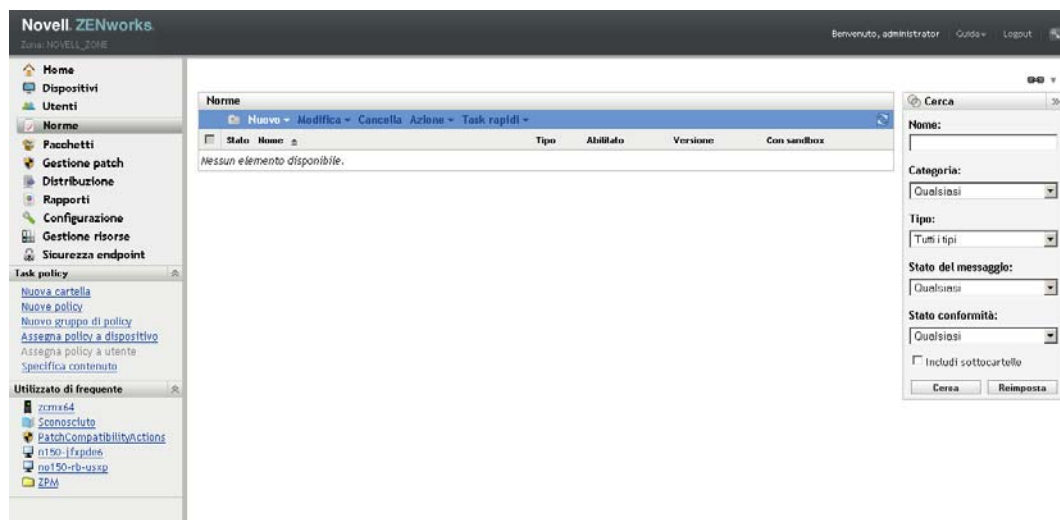 Novell. ZENworks.
Zona: NOVELL_ZONE
Benvenuto, administrator Guida Logout
Home
Dispositivi
Utenti
Norme
Pacchetti
Gestione patch
Distribuzione
Rapporti
Configurazione
Gestione risorse
Sicurezza endpoint
Task policy
Nuova cartella
Nuove policy
Nuovo gruppo di policy
Assegna policy a dispositivo
Assegna policy a utente
Specifica contenuto
Utilizzato di frequente
zcmx64
Sconosciuto
PatchCompatibilityActions
n150-jfxpde6
no150-rb-usxp
ZPM
Norme
Nuovo Modifica Cancella Azione Task rapidi
Stato Nome Tipo Abilitato Versione Con sandbox
Nessun elemento disponibile.
Cerca
Nome:
Categoria:
Qualsiasi
Tipo:
Tutti i tipi
Stato del messaggio:
Qualsiasi
Stato conformità:
Qualsiasi
Includi sottocartelle
Cerca Reimposta